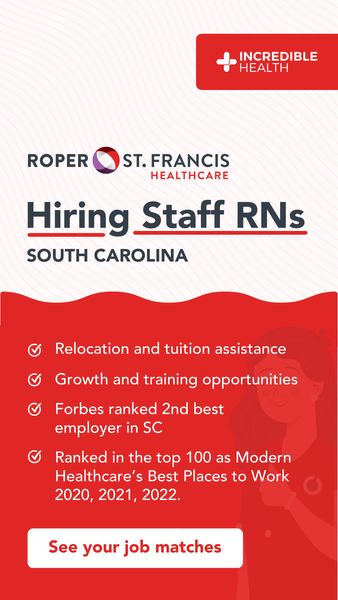 INCREDIBLE
HEALTH
ROPER ST. FRANCIS
HEALTHCARE
Hiring Staff RNs
SOUTH CAROLINA
Relocation and tuition assistance
Growth and training opportunities
Forbes ranked 2nd best
employer in SC
Ranked in the top 100 as Modern
Healthcare's Best Places to Work
2020, 2021, 2022.
See your job matches